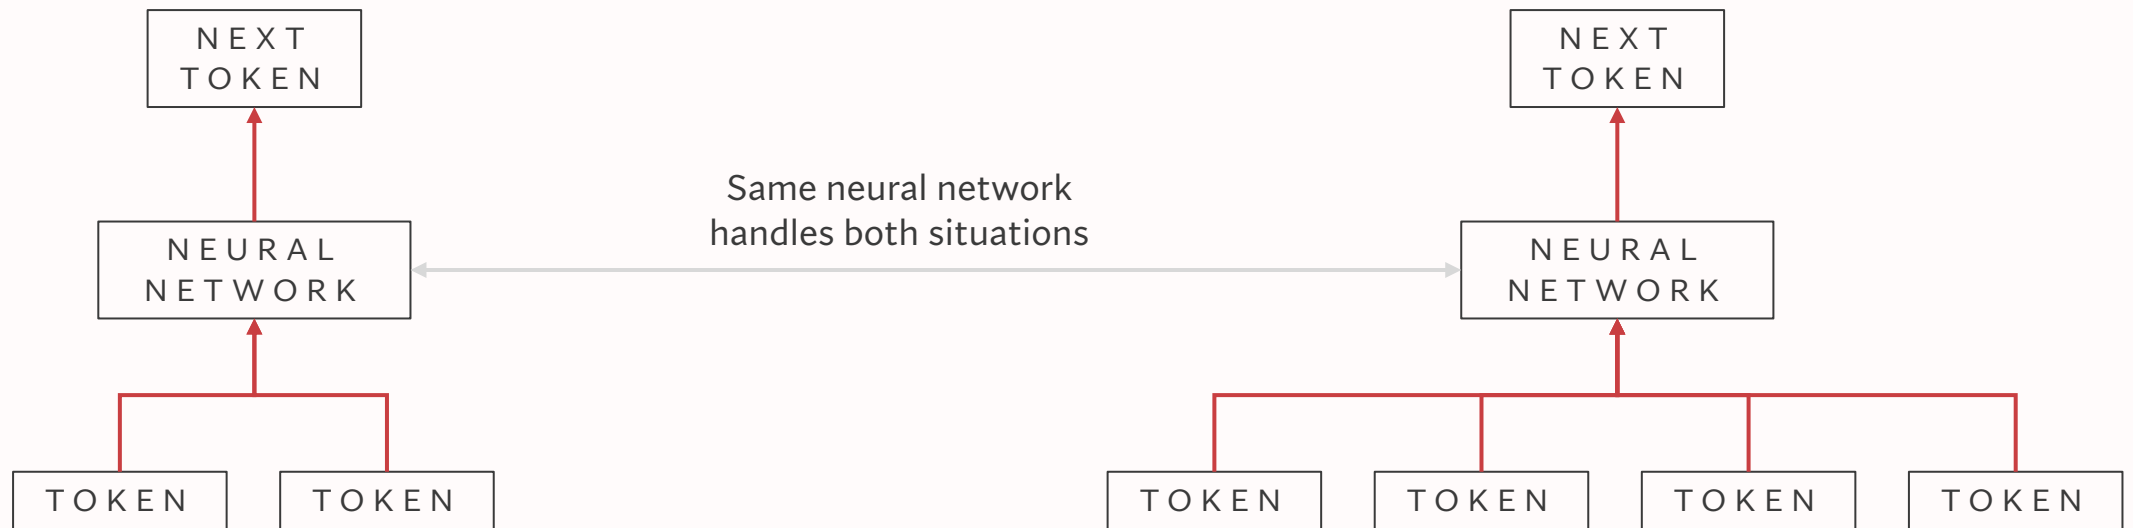 NEXT
TOKEN
NEXT
TOKEN
Same neural network
handles both situations
NEURAL
NETWORK
NEURAL
NETWORK
TOKEN
TOKEN
TOKEN
TOKEN
TOKEN
TOKEN